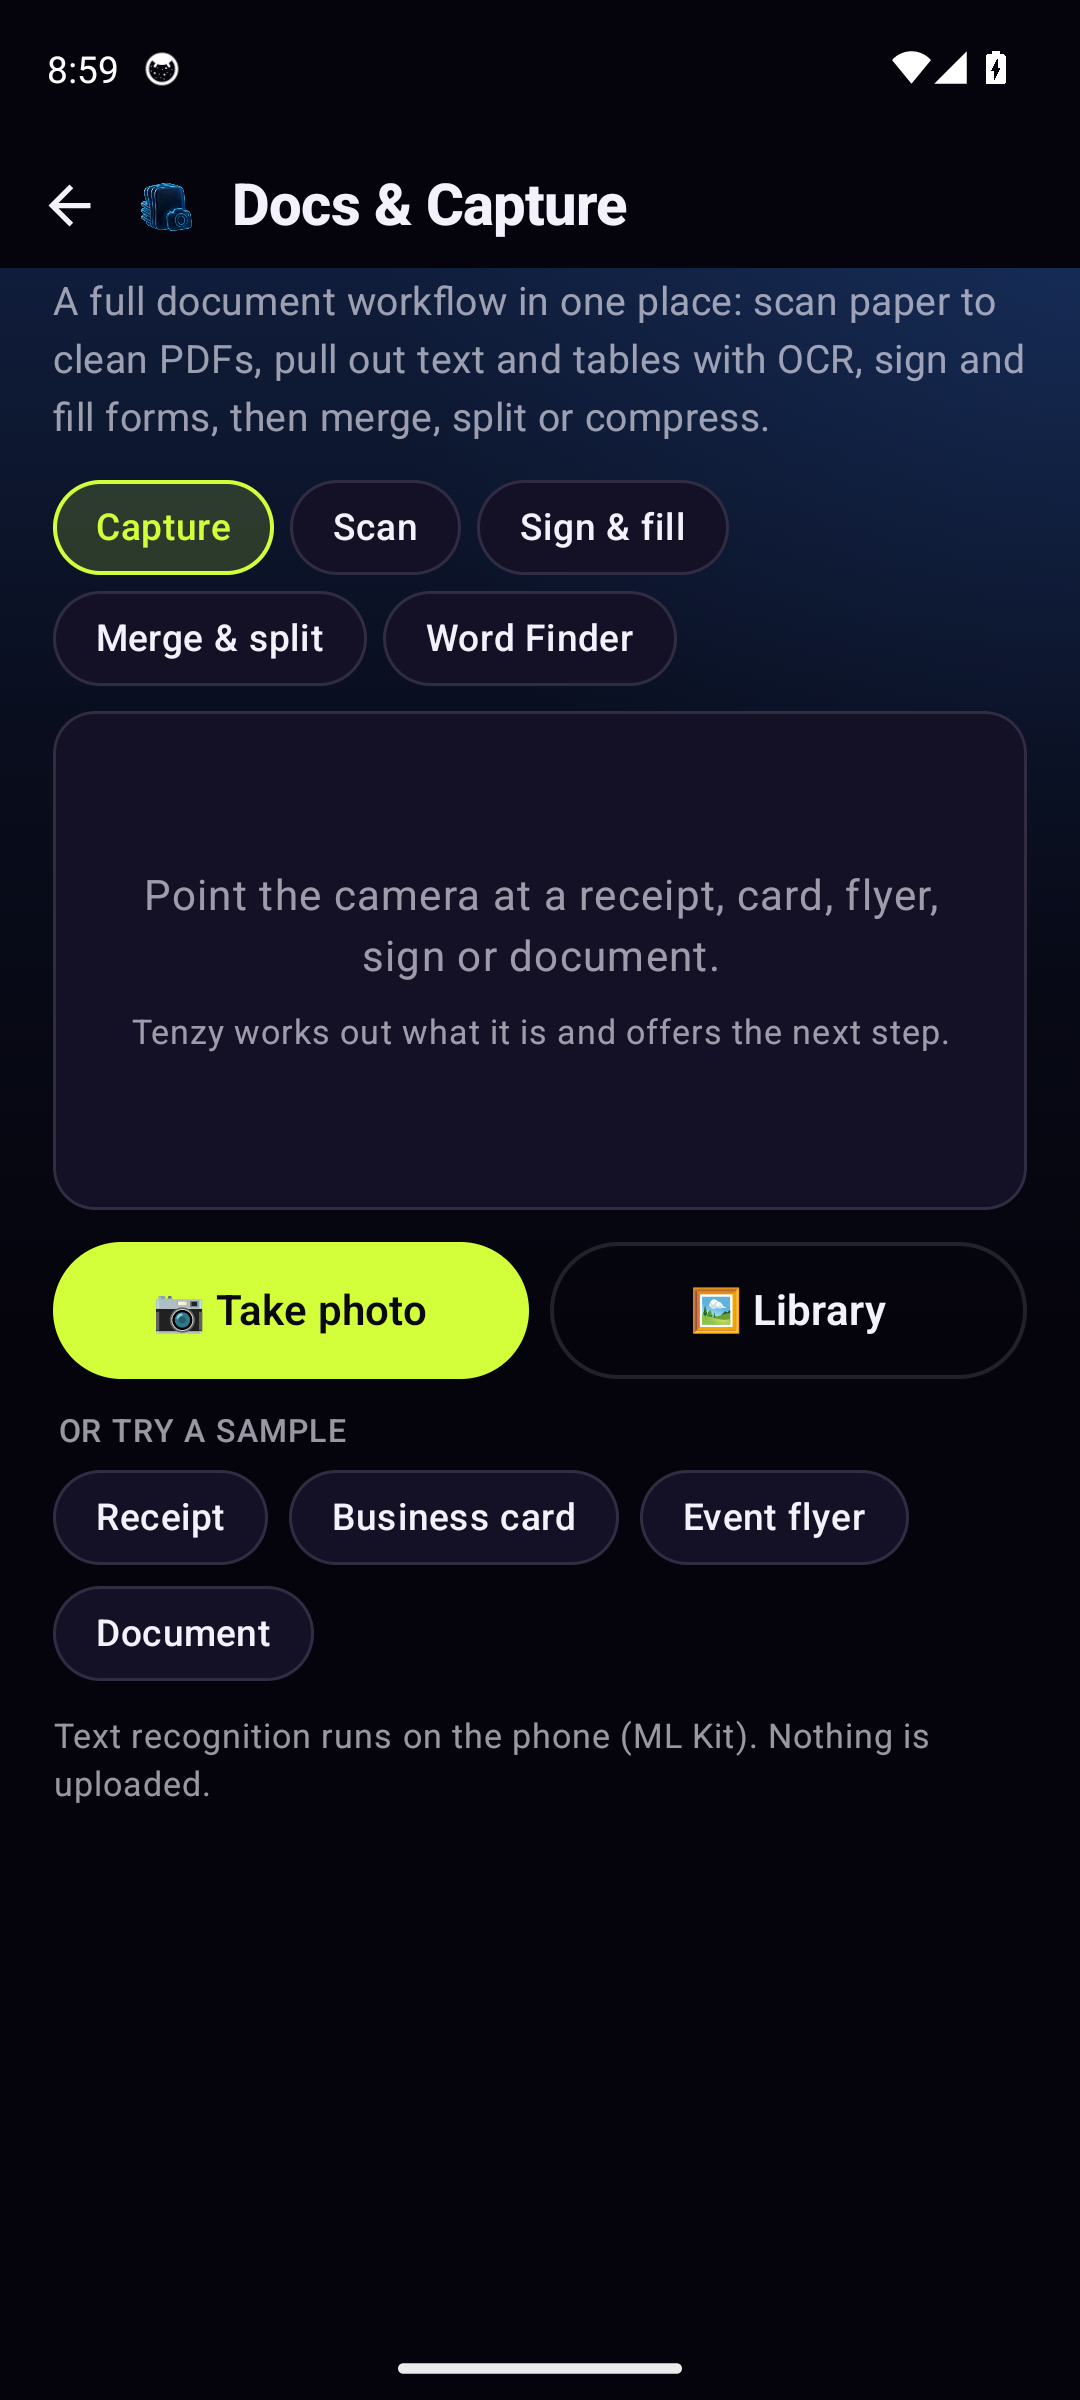 8:59
Docs & Capture
A full document workflow in one place: scan paper to
clean PDFs, pull out text and tables with OCR, sign and
fill forms, then merge, split or compress.
Capture
Scan
Sign & fill
Merge & split
Word Finder
Point the camera at a receipt, card, flyer,
sign or document.
Tenzy works out what it is and offers the next step.
Take photo
Library
OR TRY A SAMPLE
Receipt
Business card
Event flyer
Document
Text recognition runs on the phone (ML Kit). Nothing is
uploaded.